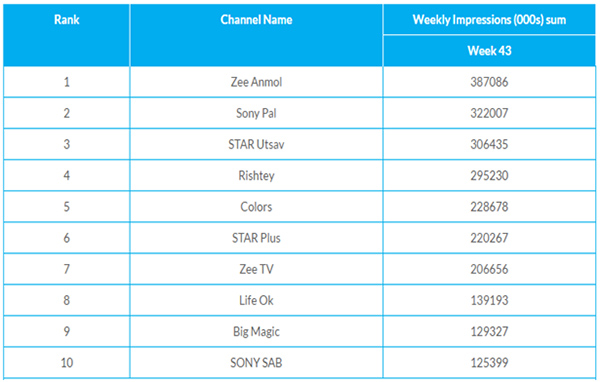 Rank Channel Name Weekly Impressions (000s) sum
Week 43
1 Zee Anmol 387086
2 Sony Pal 322007
3 STAR Utsav 306435
4 Rishtey 295230
5 Colors 228678
6 STAR Plus 220267
7 Zee TV 206656
8 Life Ok 139193
9 Big Magic 129327
10 SONY SAB 125399